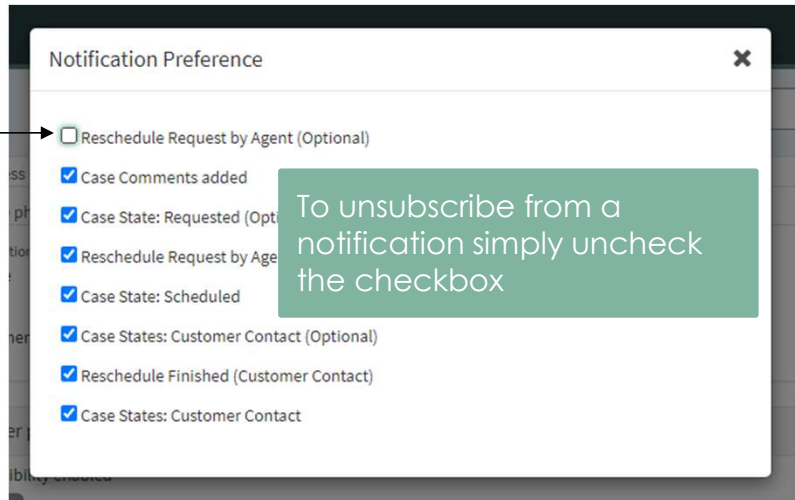 Notification Preference
Reschedule Request by Agent (Optional)
Case Comments added
Case State: Requested (Opti
Reschedule Request by Age
Case State: Scheduled
Case States: Customer Contact (Optional)
Reschedule Finished (Customer Contact)
Case States: Customer Contact
To unsubscribe from a
notification simply uncheck
the checkbox